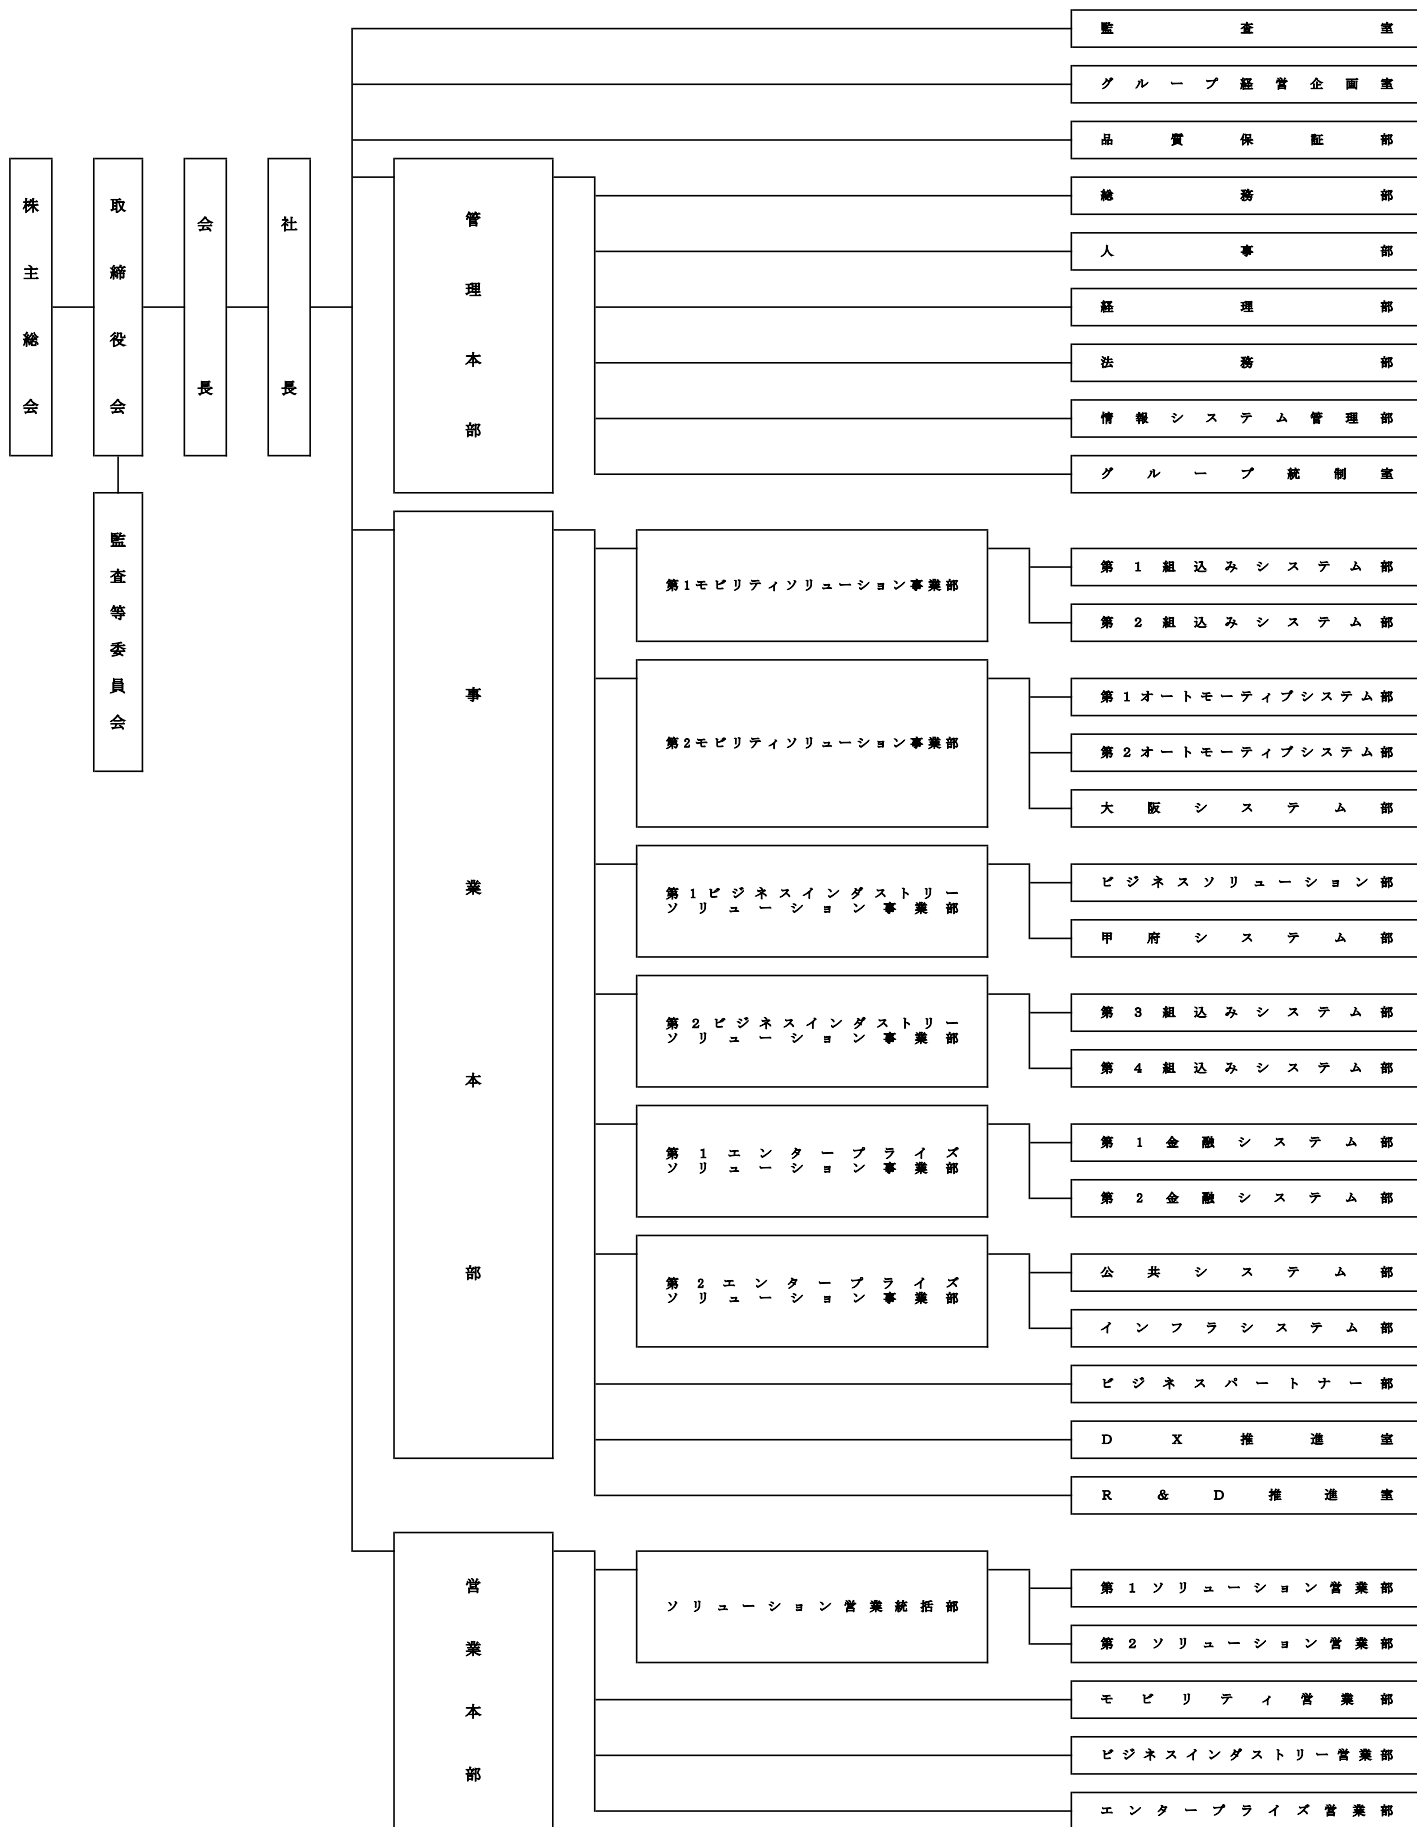 株主総会
取締役会
監査等委員会
会長
社長
監査室
グループ経営企画室
品質保証部
管理本部
総務部
人事部
経理部
法務部
情報システム管理部
グループ統制室
事業本部
第1モビリティソリューション事業部
第1組込みシステム部
第2組込みシステム部
第2モビリティソリューション事業部
第1オートモーティブシステム部
第2オートモーティブシステム部
大阪システム部
第1ビジネスインダストリー
ソリューション事業部
ビジネスソリューション部
甲府システム部
第2ビジネスインダストリー
ソリューション事業部
第3組込みシステム部
第4組込みシステム部
第1エンタープライズ
ソリューション事業部
第1金融システム部
第2金融システム部
第2エンタープライズ
ソリューション事業部
公共システム部
インフラシステム部
ビジネスパートナー部
DX推進室
R&D推進室
営業本部
ソリューション営業統括部
第1ソリューション営業部
第2ソリューション営業部
モビリティ営業部
ビジネスインダストリー営業部
エンタープライズ営業部